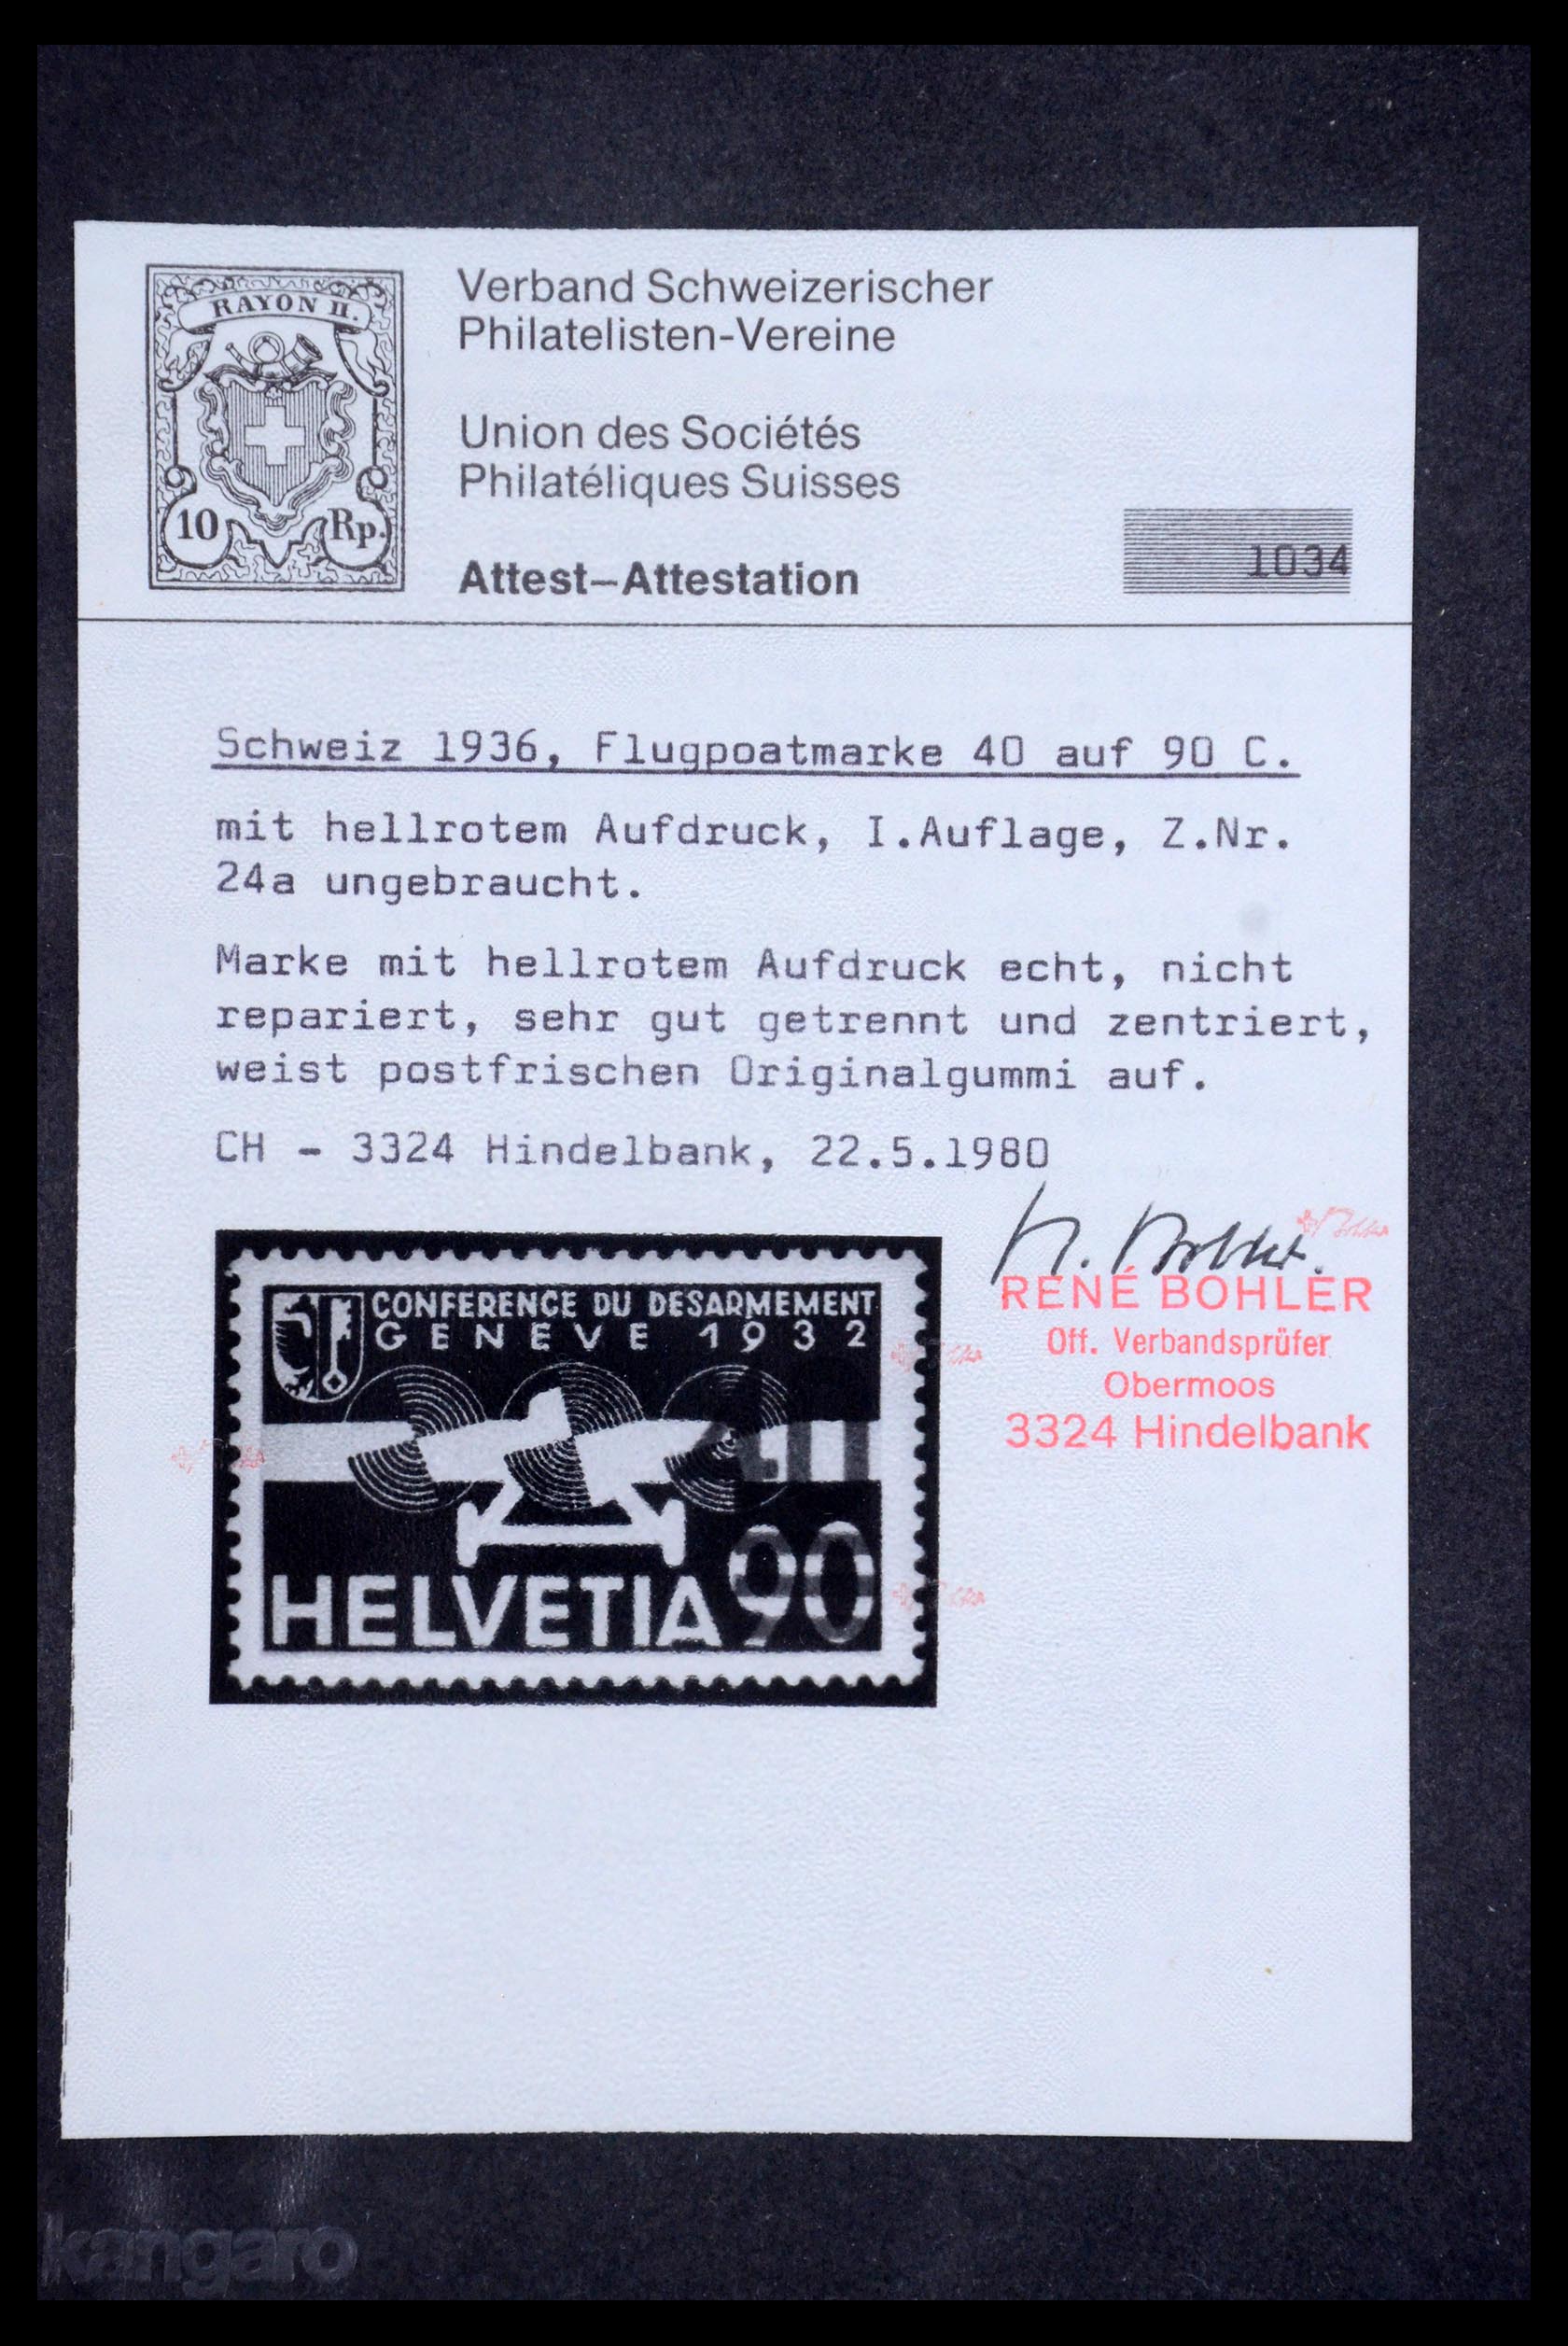 RAYON II.
10 Rp.
Verband Schweizerischer
Philatelisten-Vereine
Union des Sociétés
Philatéliques Suisses
Attest–Attestation
1034
Schweiz 1936, Flugpoatmarke 40 auf 90 C.
mit hellrotem Aufdruck, I.Auflage, Z.Nr.
24a ungebraucht.
Marke mit hellrotem Aufdruck echt, nicht
repariert, sehr gut getrennt und zentriert,
weist postfrischen Originalgummi auf.
CH - 3324 Hindelbank, 22.5.1980
RENÉ BOHLER
Off. Verbandsprüfer
Obermoos
3324 Hindelbank
CONFERENCE DU DESARMEMENT
GENEVE 1932
40
HELVETIA 90
kangaro